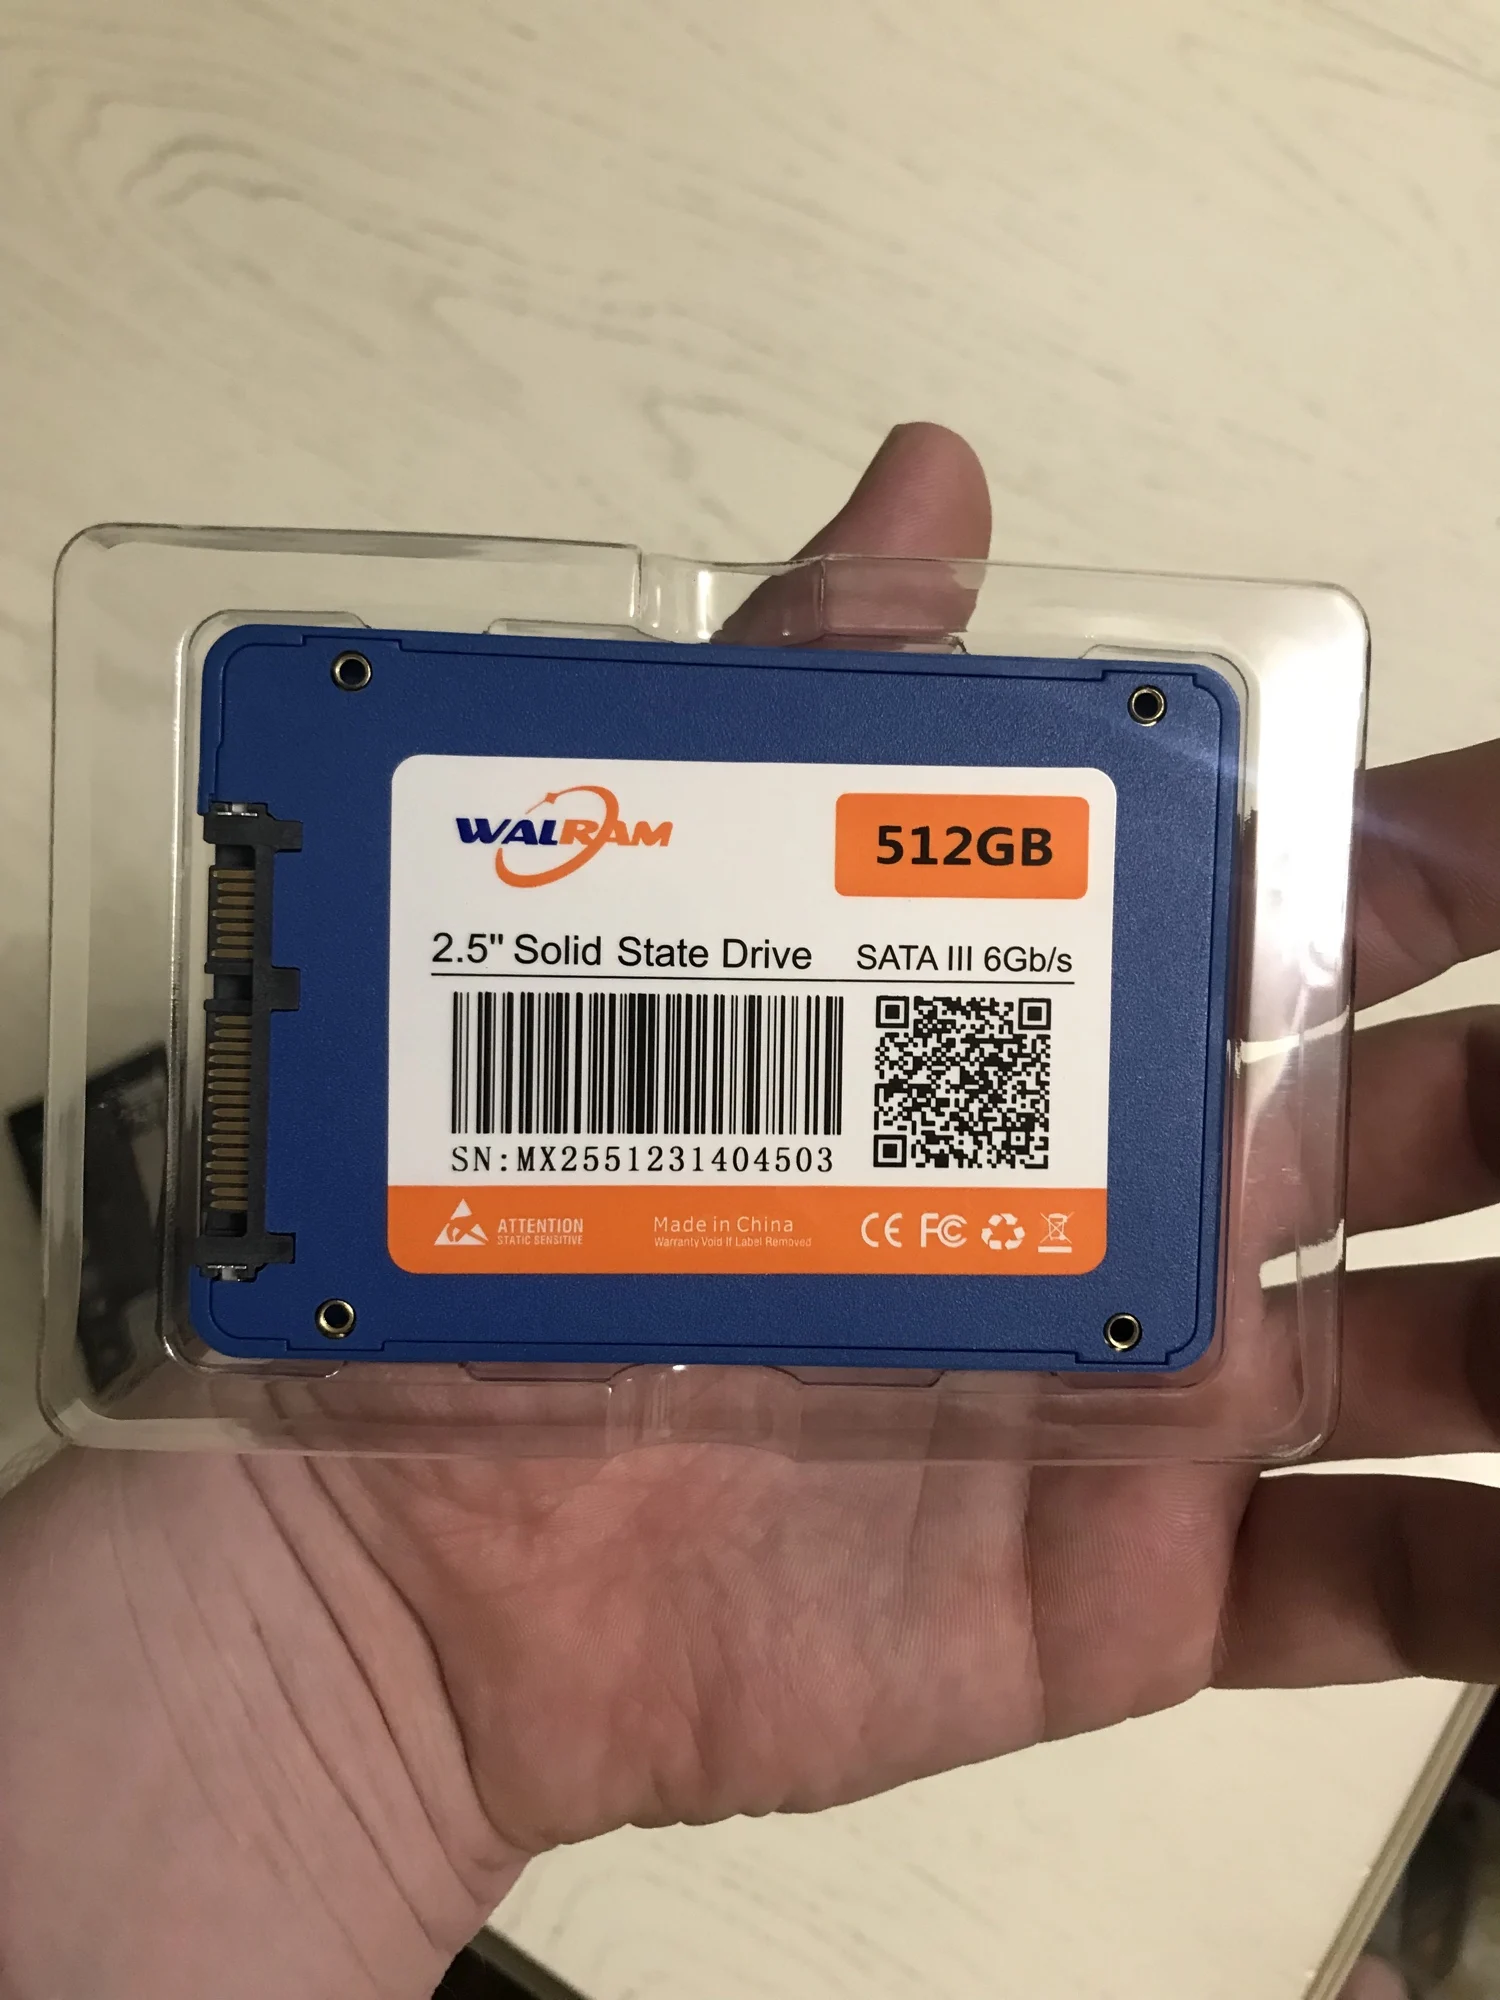 WALRAM
512GB
2.5" Solid State Drive SATA III 6Gb/s
SN:MX2551231404503
ATTENTION
STATIC SENSITIVE
Made in China
Warranty Void If Label Removed
CE FC